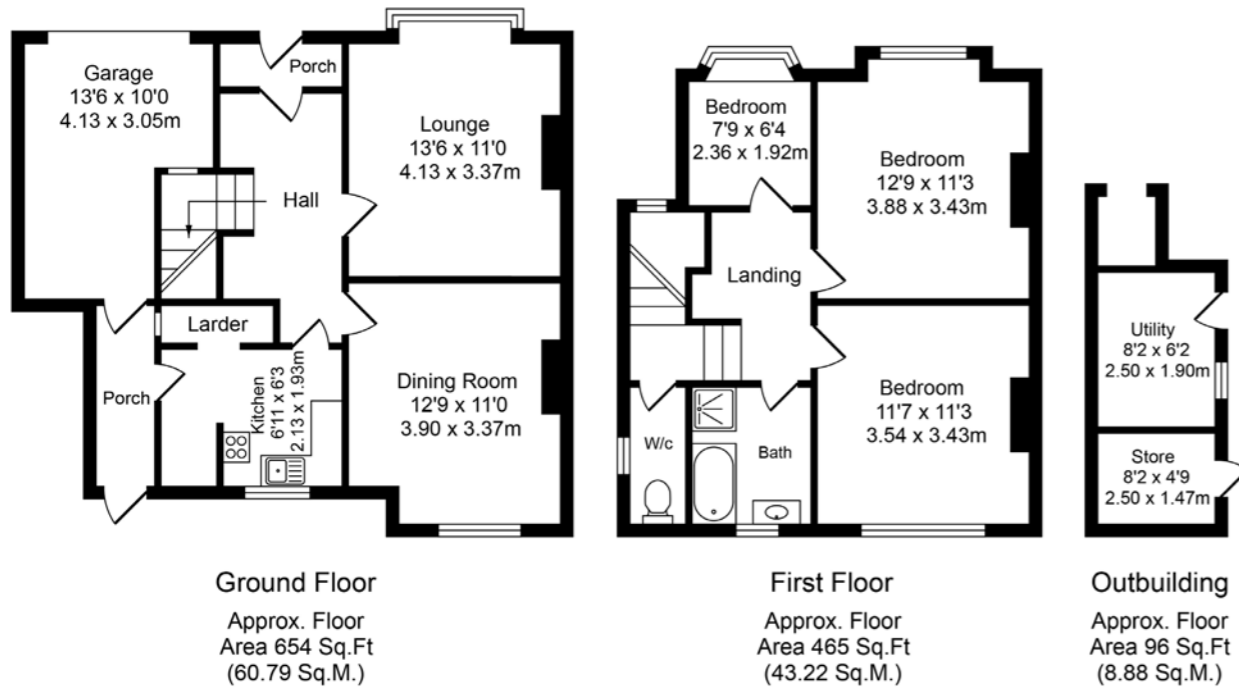 Garage
13'6 x 10'0
4.13 x 3.05m
Porch
Lounge
13'6 x 11'0
4.13 x 3.37m
Hall
Larder
Porch
Kitchen
6'11 x 6'3
2.13 x 1.93m
Dining Room
12'9 x 11'0
3.90 x 3.37m
Ground Floor
Approx. Floor
Area 654 Sq.Ft
(60.79 Sq.M.)
Bedroom
7'9 x 6'4
2.36 x 1.92m
Bedroom
12'9 x 11'3
3.88 x 3.43m
Landing
Bedroom
11'7 x 11'3
3.54 x 3.43m
W/c
Bath
First Floor
Approx. Floor
Area 465 Sq.Ft
(43.22 Sq.M.)
Utility
8'2 x 6'2
2.50 x 1.90m
Store
8'2 x 4'9
2.50 x 1.47m
Outbuilding
Approx. Floor
Area 96 Sq.Ft
(8.88 Sq.M.)